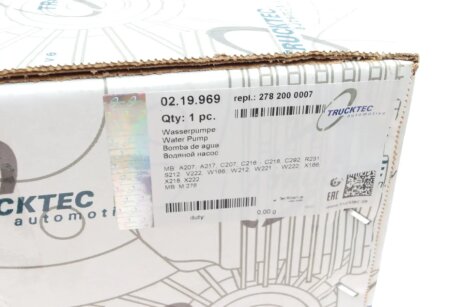 TRUCKTEC
02.19.969
repl.: 278 200 0007
Qty: 1 pc.
TRUCKTEC
automotive
Wasserpumpe
Water Pump
Bomba de agua
Водяной насос
MB A207, A217, C207, C216 - C218, C292, R231,
S212, V222, W166, W212, W221 - W222, X166,
X218, X222
MB M 278
duty:
0,00 g
EAC
TRUCKTEC
automotive